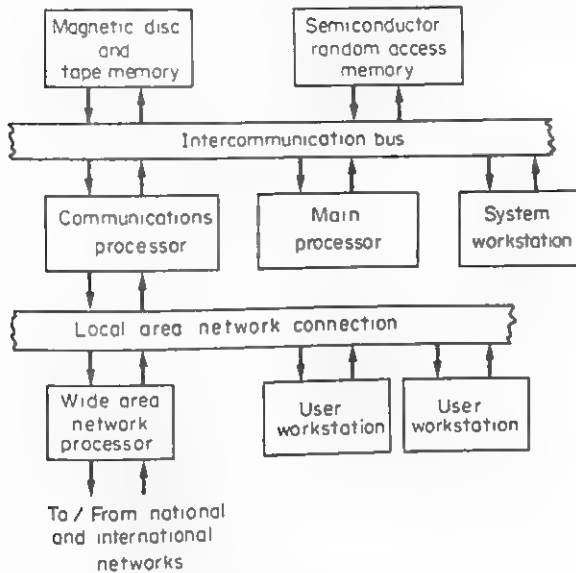 Magnetic disc
and
tape memory
Semiconductor
random access
memory
Intercommunication bus
Communications
processor
Main
processor
System
workstation
Local area network connection
Wide area
network
processor
User
workstation
User
workstation
To / From national
and international
networks